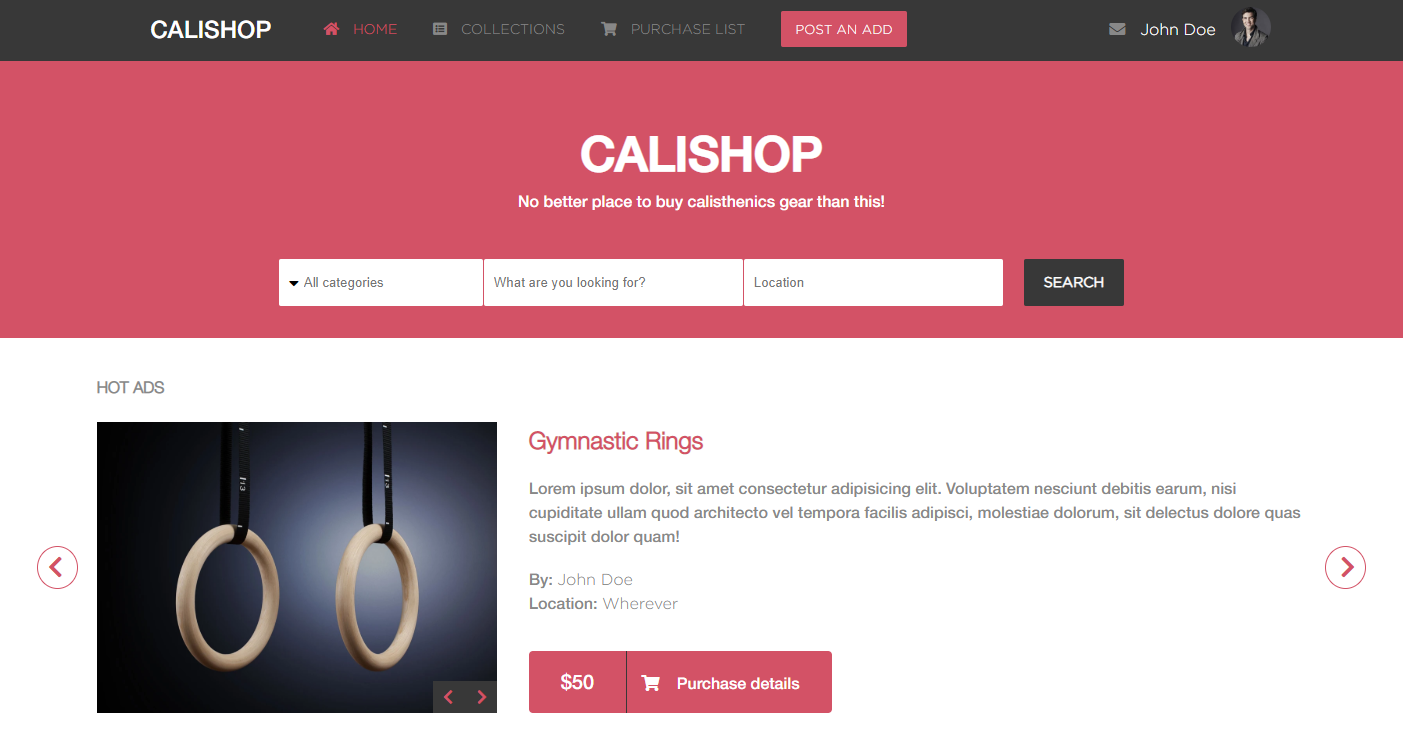 CALISHOP HOME COLLECTIONS PURCHASE LIST POST AN ADD John Doe
CALISHOP
No better place to buy calisthenics gear than this!
All categories What are you looking for? Location SEARCH
HOT ADS
Gymnastic Rings
Lorem ipsum dolor, sit amet consectetur adipisicing elit. Voluptatem nesciunt debitis earum, nisi
cupiditate ullam quod architecto vel tempora facilis adipisci, molestiae dolorum, sit delectus dolore quas
suscipit dolor quam!
By: John Doe
Location: Wherever
$50 Purchase details